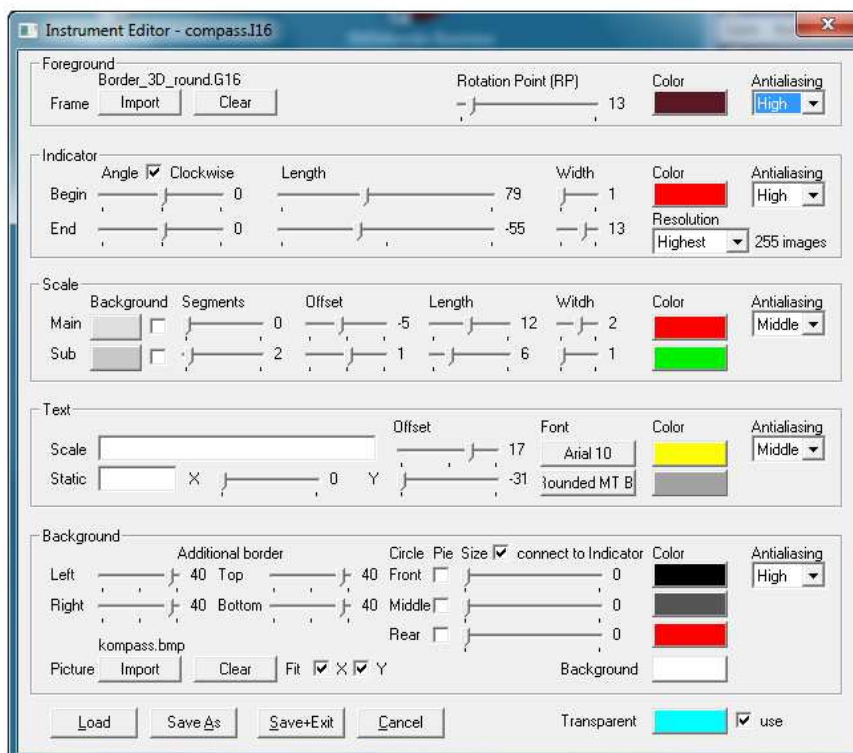 Instrument Editor - compass.I16
Foreground
Border_3D_round.G16 Rotation Point (RP) Color Antialiasing
Frame Import Clear 13 High
Indicator
Angle Clockwise Length Width Color Antialiasing
Begin 0 79 1 High
Resolution
End 0 -55 13 Highest 255 images
Scale
Background Segments Offset Length Witdh Color Antialiasing
Main 0 -5 12 2 Middle
Sub 2 1 6 1
Text
Offset Font Color Antialiasing
Scale 17 Arial 10 Middle
Static X 0 Y -31 Rounded MT B
Background
Additional border Circle Pie Size connect to Indicator Color Antialiasing
Left 40 Top 40 Front 0 High
Right 40 Bottom 40 Middle 0
Rear 0
kompass.bmp
Picture Import Clear Fit X Y Background
Load Save As Save+Exit Cancel Transparent use